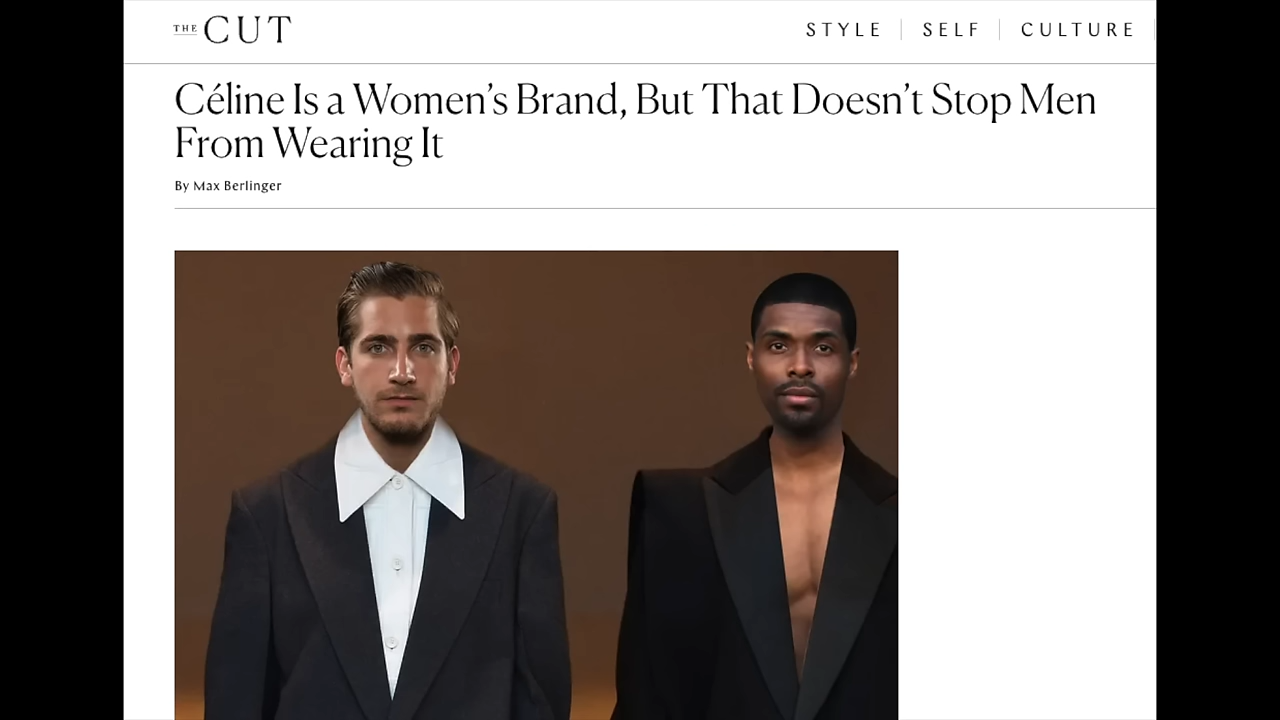 THE CUT
STYLE SELF CULTURE
Céline Is a Women's Brand, But That Doesn't Stop Men
From Wearing It
By Max Berlinger